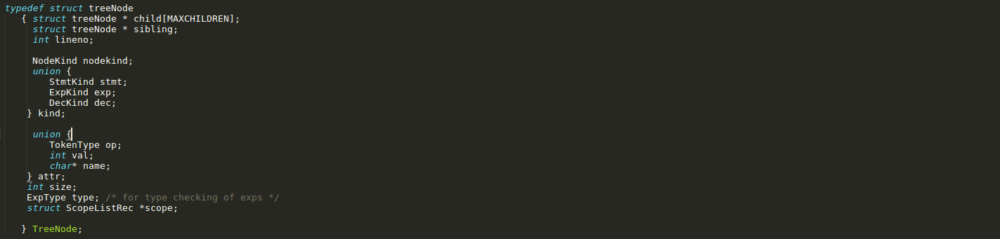 typedef struct treeNode
{ struct treeNode * child[MAXCHILDREN];
struct treeNode * sibling;
int lineno;
NodeKind nodekind;
union {
StmtKind stmt;
ExpKind exp;
DecKind dec;
} kind;
union {
TokenType op;
int val;
char* name;
} attr;
int size;
ExpType type; /* for type checking of exps */
struct ScopeListRec *scope;
} TreeNode;